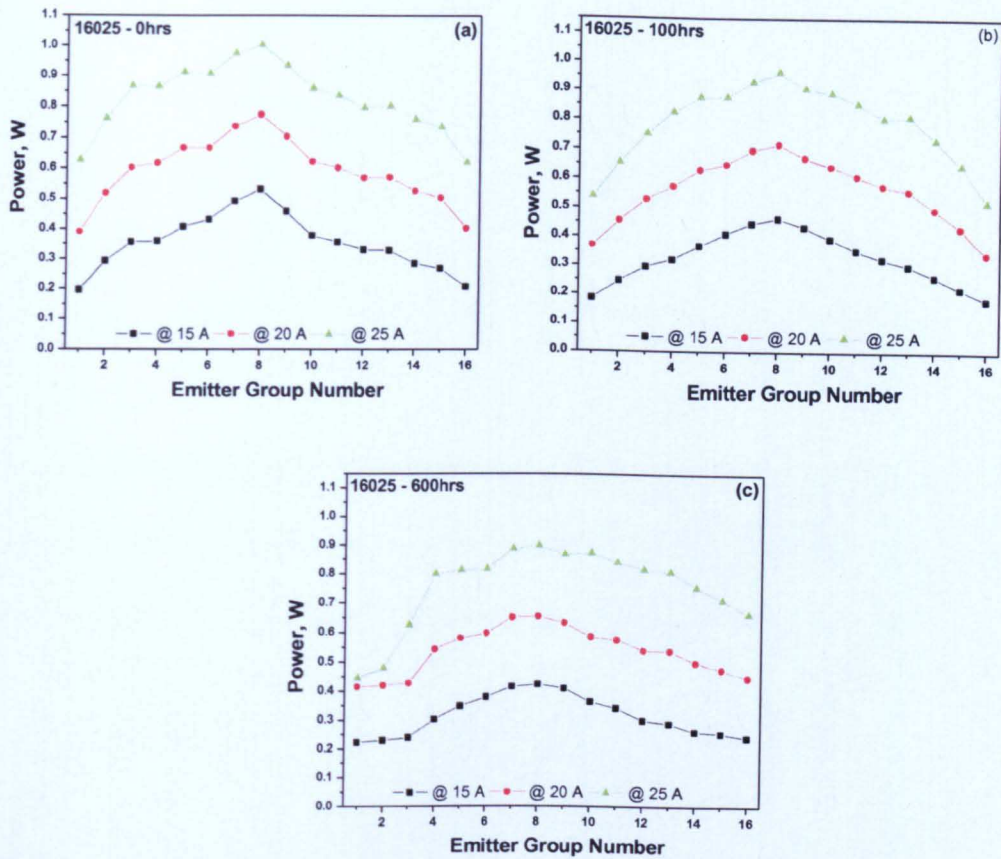 16025 - 0hrs
(a)
1.1
1.0
0.9
0.8
0.7
0.6
0.5
0.4
0.3
0.2
0.1
0.0
Power, W
@ 15 A
@ 20 A
@ 25 A
2 4 6 8 10 12 14 16
Emitter Group Number
16025 - 100hrs
(b)
1.1
1.0
0.9
0.8
0.7
0.6
0.5
0.4
0.3
0.2
0.1
0.0
Power, W
@ 15 A
@ 20 A
@ 25 A
2 4 6 8 10 12 14 16
Emitter Group Number
16025 - 600hrs
(c)
1.1
1.0
0.9
0.8
0.7
0.6
0.5
0.4
0.3
0.2
0.1
0.0
Power, W
@ 15 A
@ 20 A
@ 25 A
2 4 6 8 10 12 14 16
Emitter Group Number